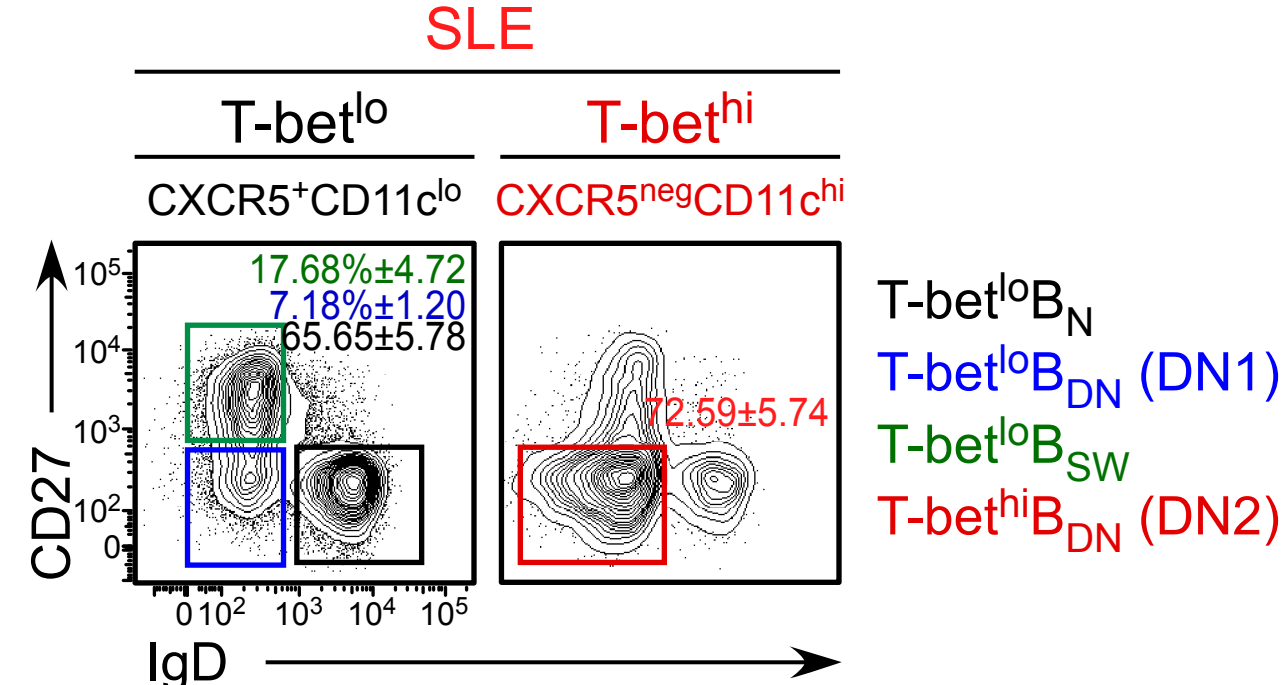 SLE
T-betlo T-bethi
CXCR5+CD11clo CXCR5negCD11chi
17.68%±4.72
7.18%±1.20
65.65±5.78
72.59±5.74
105
104
103
102
0
CD27
0 102 103 104 105
IgD
T-betloBN
T-betloBDN (DN1)
T-betloBSW
T-bethiBDN (DN2)